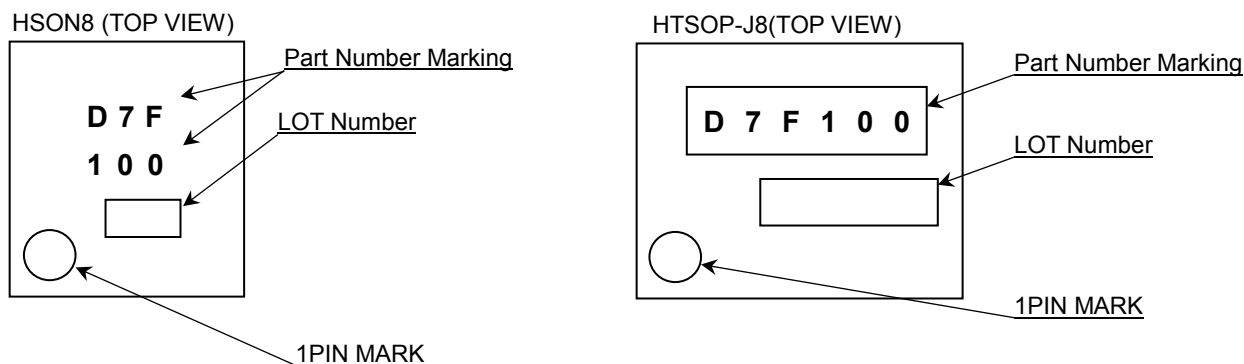 HSON8 (TOP VIEW)
Part Number Marking
D 7 F
LOT Number
1 0 0
1PIN MARK
HTSOP-J8(TOP VIEW)
Part Number Marking
D 7 F 1 0 0
LOT Number
1PIN MARK